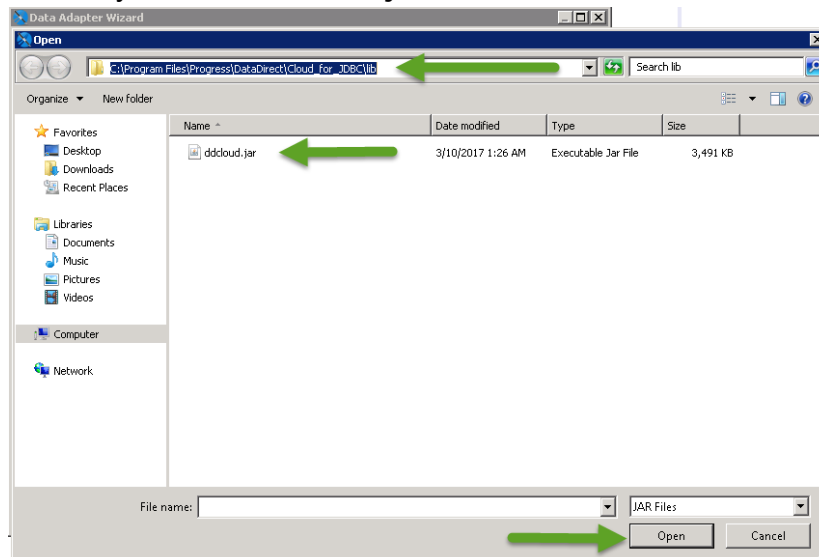 Data Adapter Wizard
Open
C:\Program Files\Progress\DataDirect\Cloud_for_JDBC\lib
Search lib
Organize
New folder
Name
Date modified
Type
Size
Favorites
Desktop
Downloads
Recent Places
Libraries
Documents
Music
Pictures
Videos
Computer
Network
ddcloud.jar
3/10/2017 1:26 AM
Executable Jar File
3,491 KB
File name:
JAR Files
Open
Cancel